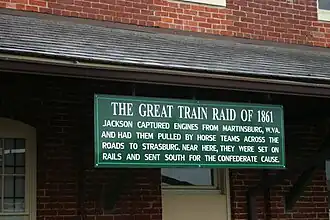 THE GREAT TRAIN RAID OF 1861
JACKSON CAPTURED ENGINES FROM MARTINSBURG, W.VA.
AND HAD THEM PULLED BY HORSE TEAMS ACROSS THE
ROADS TO STRASBURG. NEAR HERE, THEY WERE SET ON
RAILS AND SENT SOUTH FOR THE CONFEDERATE CAUSE.